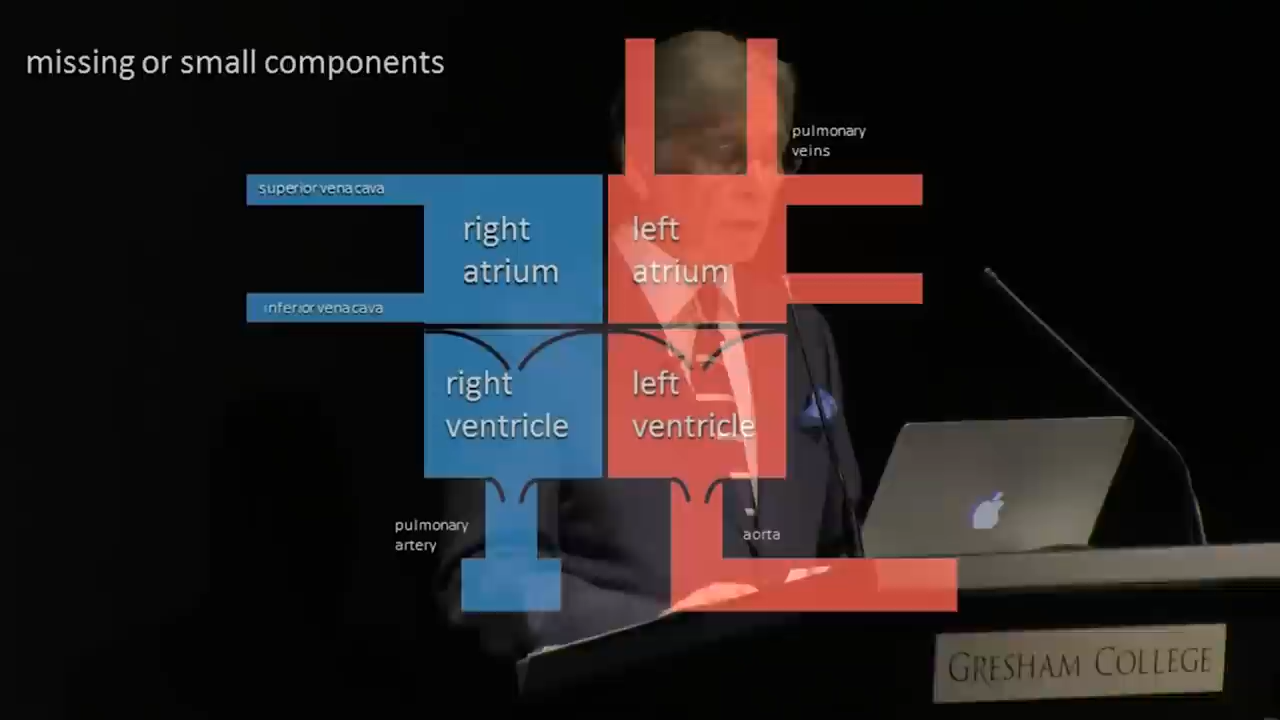 missing or small components
pulmonary
veins
superior vena cava
right
atrium
left
atrium
inferior vena cava
right
ventricle
left
ventricle
pulmonary
artery
aorta
GRESHAM COLLEGE